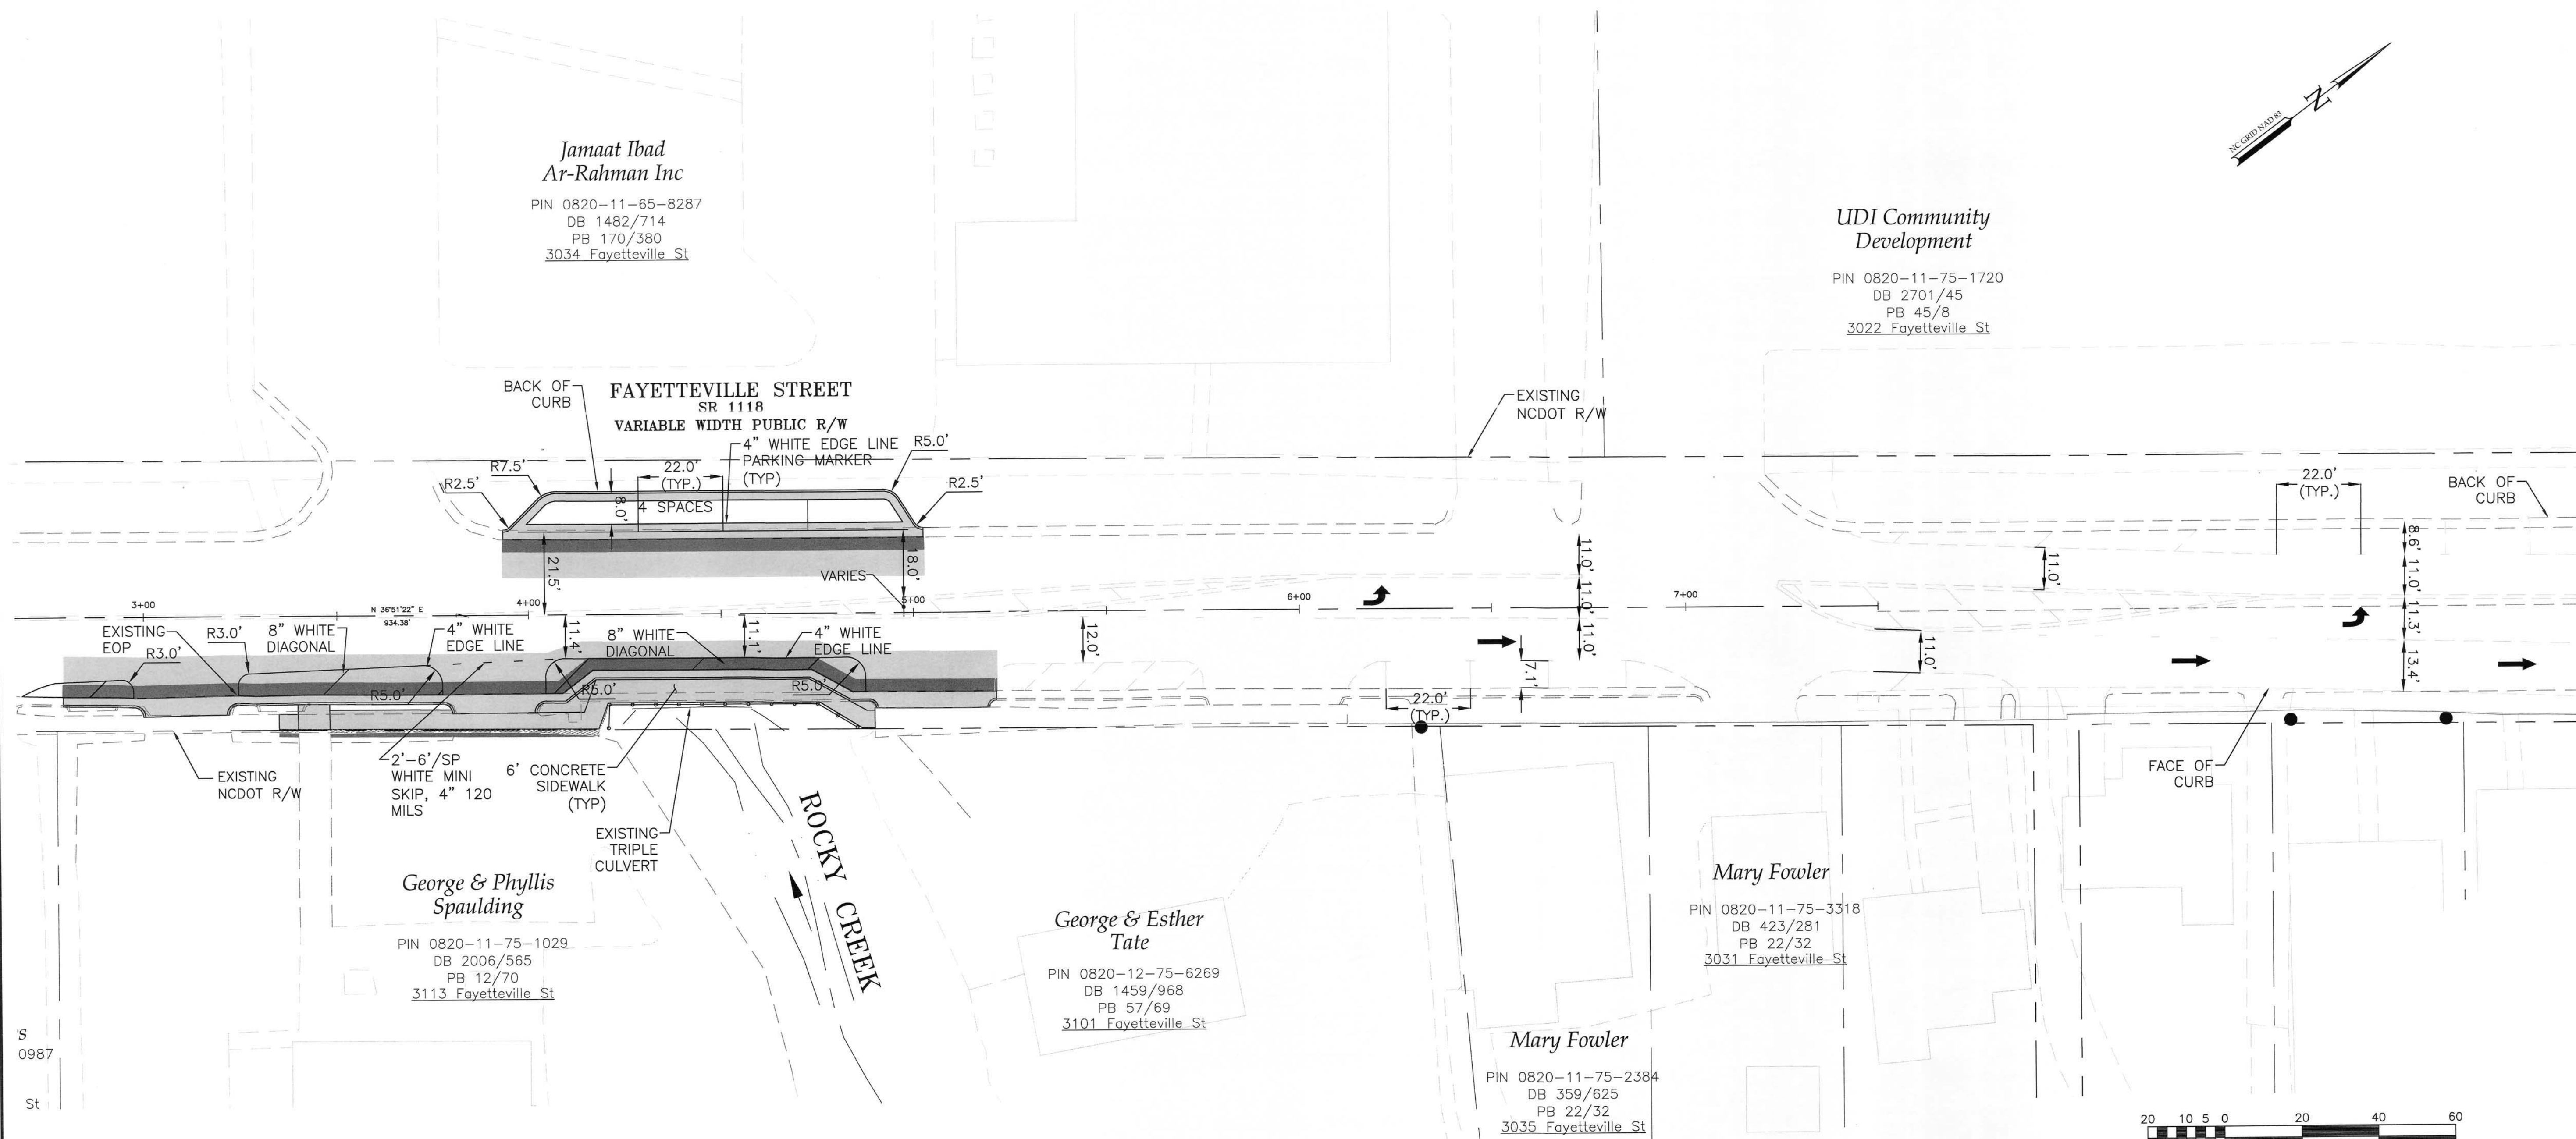 NC GRID NAD 83
N
Jamaat Ibad
Ar-Rahman Inc
PIN 0820-11-65-8287
DB 1482/714
PB 170/380
3034 Fayetteville St
UDI Community
Development
PIN 0820-11-75-1720
DB 2701/45
PB 45/8
3022 Fayetteville St
BACK OF
CURB
FAYETTEVILLE STREET
SR 1118
VARIABLE WIDTH PUBLIC R/W
4" WHITE EDGE LINE
PARKING MARKER
(TYP)
R5.0'
R7.5'
R2.5'
22.0'
(TYP.)
8.0'
4 SPACES
R2.5'
EXISTING
NCDOT R/W
22.0'
(TYP.)
BACK OF
CURB
21.5'
18.0'
VARIES
11.0'
11.0'
11.0'
11.0'
8.6'
11.0'
11.3'
13.4'
3+00
N 36°51'22" E
934.38'
4+00
5+00
6+00
7+00
EXISTING
EOP
R3.0'
R3.0'
8" WHITE
DIAGONAL
4" WHITE
EDGE LINE
11.4'
8" WHITE
DIAGONAL
11.1'
4" WHITE
EDGE LINE
12.0'
7.1'
11.0'
R5.0'
R5.0'
R5.0'
22.0'
(TYP.)
EXISTING
NCDOT R/W
2'-6'/SP
WHITE MINI
SKIP, 4" 120
MILS
6' CONCRETE
SIDEWALK
(TYP)
EXISTING
TRIPLE
CULVERT
ROCKY CREEK
FACE OF
CURB
George & Phyllis
Spaulding
PIN 0820-11-75-1029
DB 2006/565
PB 12/70
3113 Fayetteville St
George & Esther
Tate
PIN 0820-12-75-6269
DB 1459/968
PB 57/69
3101 Fayetteville St
Mary Fowler
PIN 0820-11-75-3318
DB 423/281
PB 22/32
3031 Fayetteville St
Mary Fowler
PIN 0820-11-75-2384
DB 359/625
PB 22/32
3035 Fayetteville St
's
0987
St
20 10 5 0 20 40 60